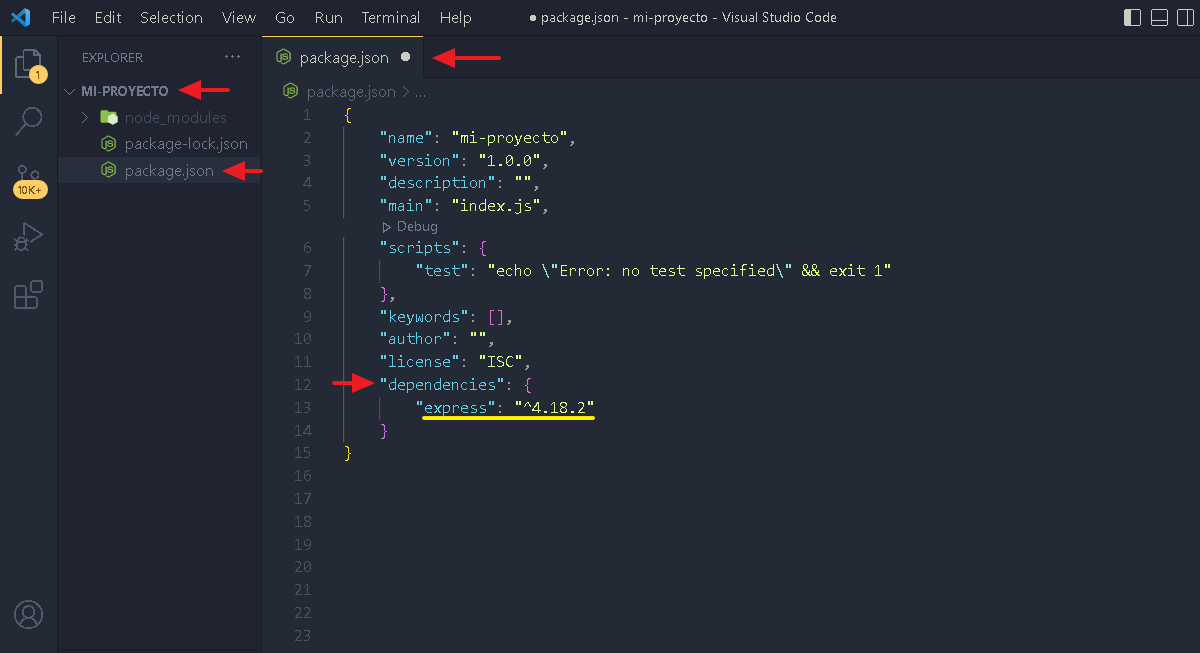 File Edit Selection View Go Run Terminal Help ● package.json - mi-proyecto - Visual Studio Code
EXPLORER ...
MI-PROYECTO
node_modules
package-lock.json
package.json
1
10K+
package.json ●
package.json > ...
1 {
2 "name": "mi-proyecto",
3 "version": "1.0.0",
4 "description": "",
5 "main": "index.js",
Debug
6 "scripts": {
7 "test": "echo \"Error: no test specified\" && exit 1"
8 },
9 "keywords": [],
10 "author": "",
11 "license": "ISC",
12 "dependencies": {
13 "express": "^4.18.2"
14 }
15 }
16
17
18
19
20
21
22
23